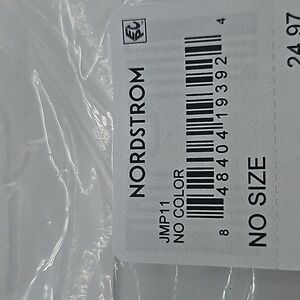 NORDSTROM
JMP11
NO COLOR
8 48404 19392 4
NO SIZE
24.97